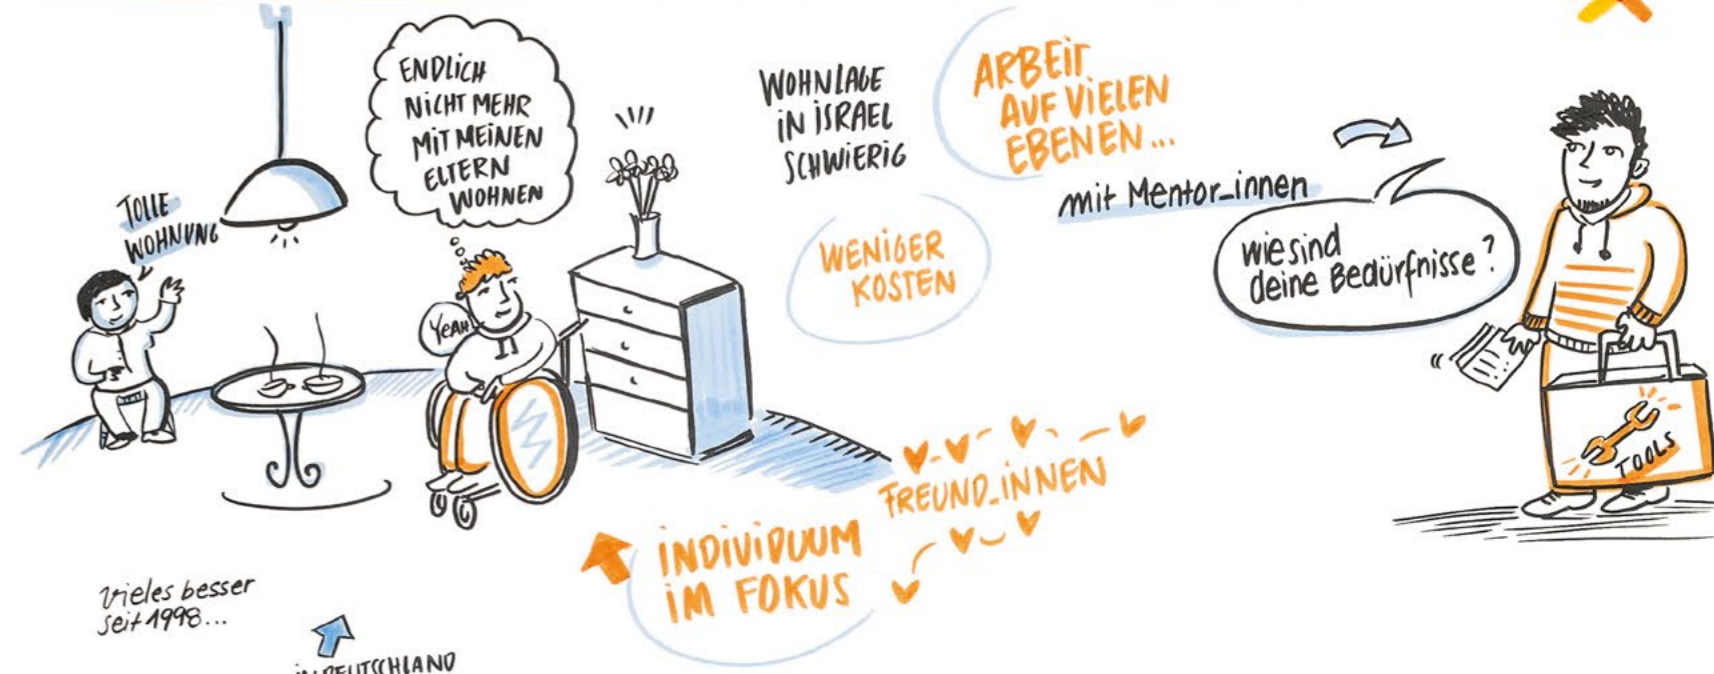 TOLLE
WOHNUNG
ENDLICH
NICHT MEHR
MIT MEINEN
ELTERN
WOHNEN
YEAH
WOHNLAGE
IN ISRAEL
SCHWIERIG
ARBEIT
AUF VIELEN
EBENEN...
mit Mentor_innen
WENIGER
KOSTEN
wie sind
deine Bedürfnisse?
TOOLS
FREUND_INNEN
INDIVIDUUM
IM FOKUS
vieles besser
seit 1998...
IN DEUTSCHLAND